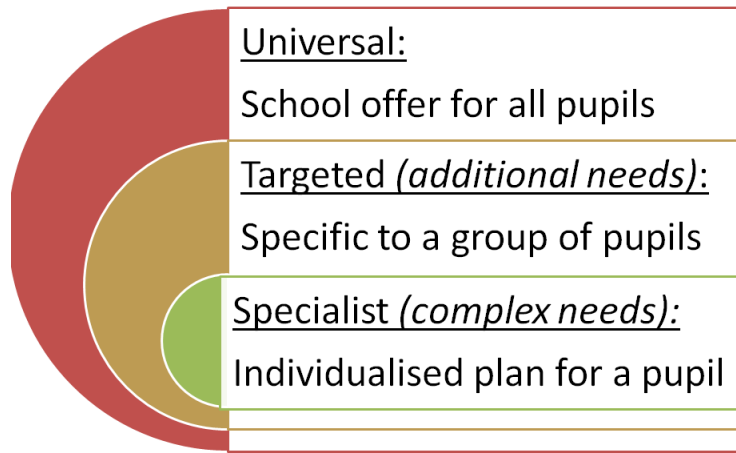 Universal:
School offer for all pupils
Targeted (additional needs):
Specific to a group of pupils
Specialist (complex needs):
Individualised plan for a pupil